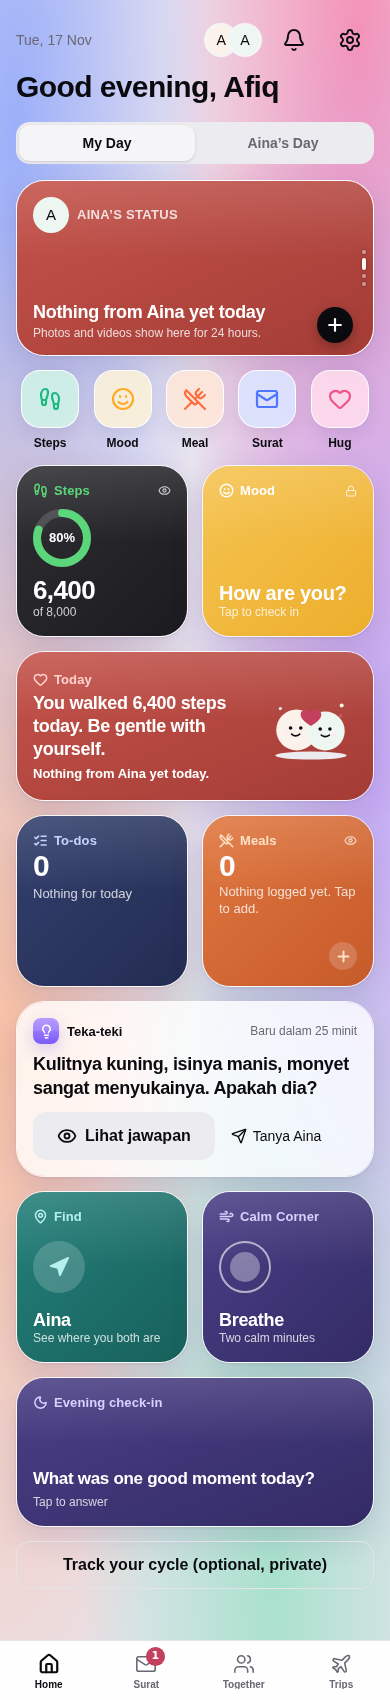 Tue, 17 Nov
A A
Good evening, Afiq
My Day
Aina's Day
A AINA'S STATUS
Nothing from Aina yet today
Photos and videos show here for 24 hours.
Steps
Mood
Meal
Surat
Hug
Steps
80%
6,400
of 8,000
Mood
How are you?
Tap to check in
Today
You walked 6,400 steps
today. Be gentle with
yourself.
Nothing from Aina yet today.
To-dos
0
Nothing for today
Meals
0
Nothing logged yet. Tap
to add.
Teka-teki
Baru dalam 25 minit
Kulitnya kuning, isinya manis, monyet
sangat menyukainya. Apakah dia?
Lihat jawapan
Tanya Aina
Find
Aina
See where you both are
Calm Corner
Breathe
Two calm minutes
Evening check-in
What was one good moment today?
Tap to answer
Track your cycle (optional, private)
1
Home
Surat
Together
Trips